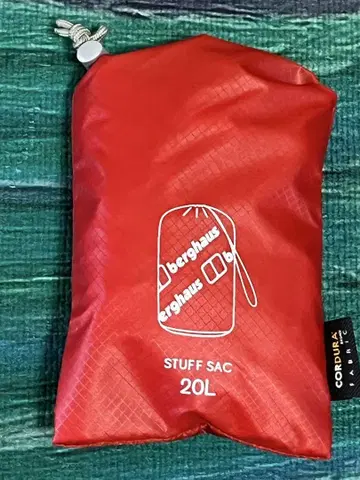 berghaus
b
erghaus
STUFF SAC
20L
CORDURA
FABRIC